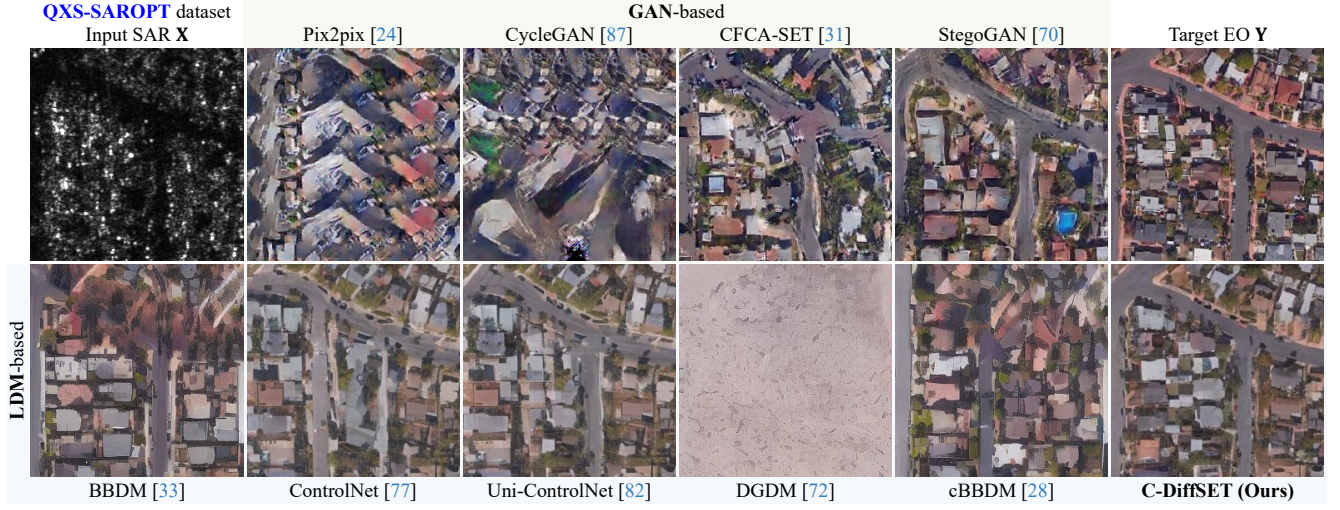 QXS-SAROPT dataset
GAN-based
Input SAR X
Pix2pix [24]
CycleGAN [87]
CFCA-SET [31]
StegoGAN [70]
Target EO Y
LDM-based
BBDM [33]
ControlNet [77]
Uni-ControlNet [82]
DGDM [72]
cBBDM [28]
C-DiffSET (Ours)